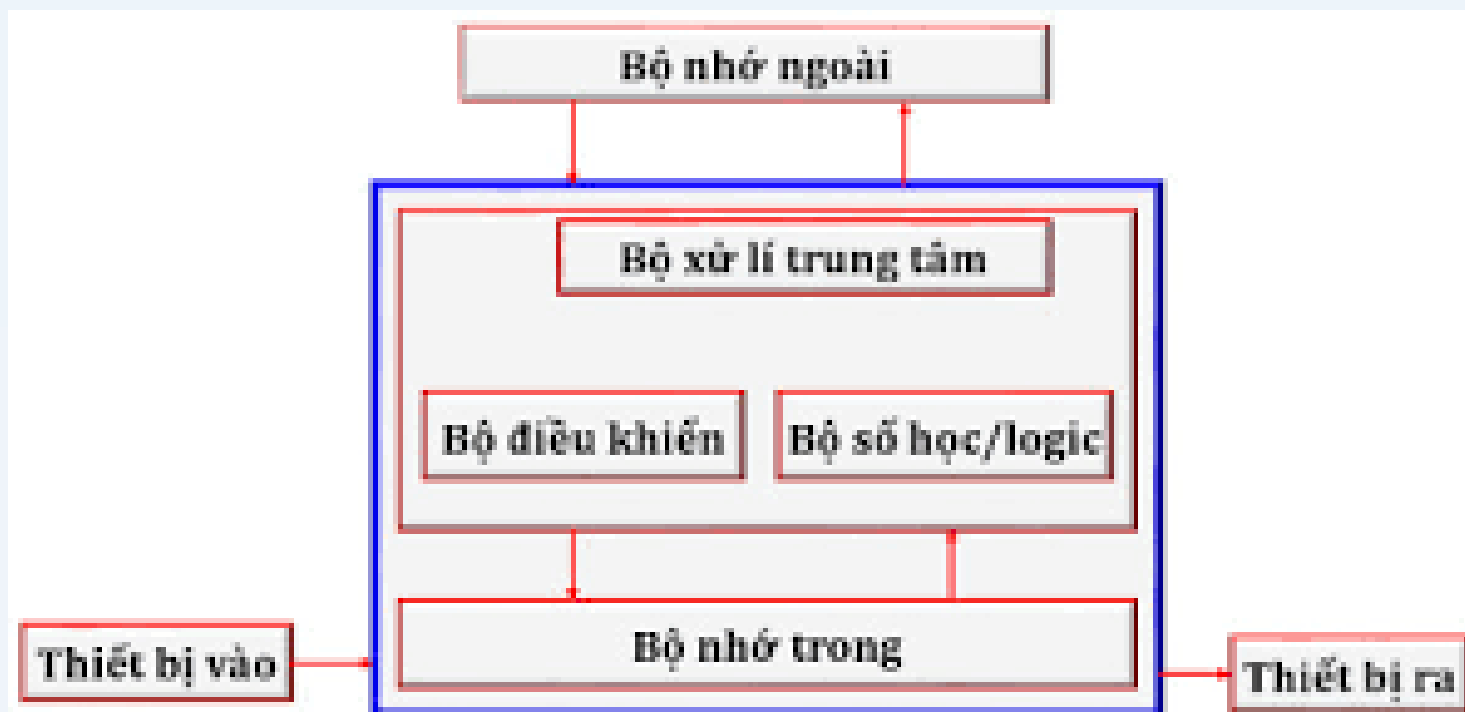 Bộ nhớ ngoài
Bộ xử lí trung tâm
Bộ điều khiển
Bộ số học/logic
Bộ nhớ trong
Thiết bị vào
Thiết bị ra